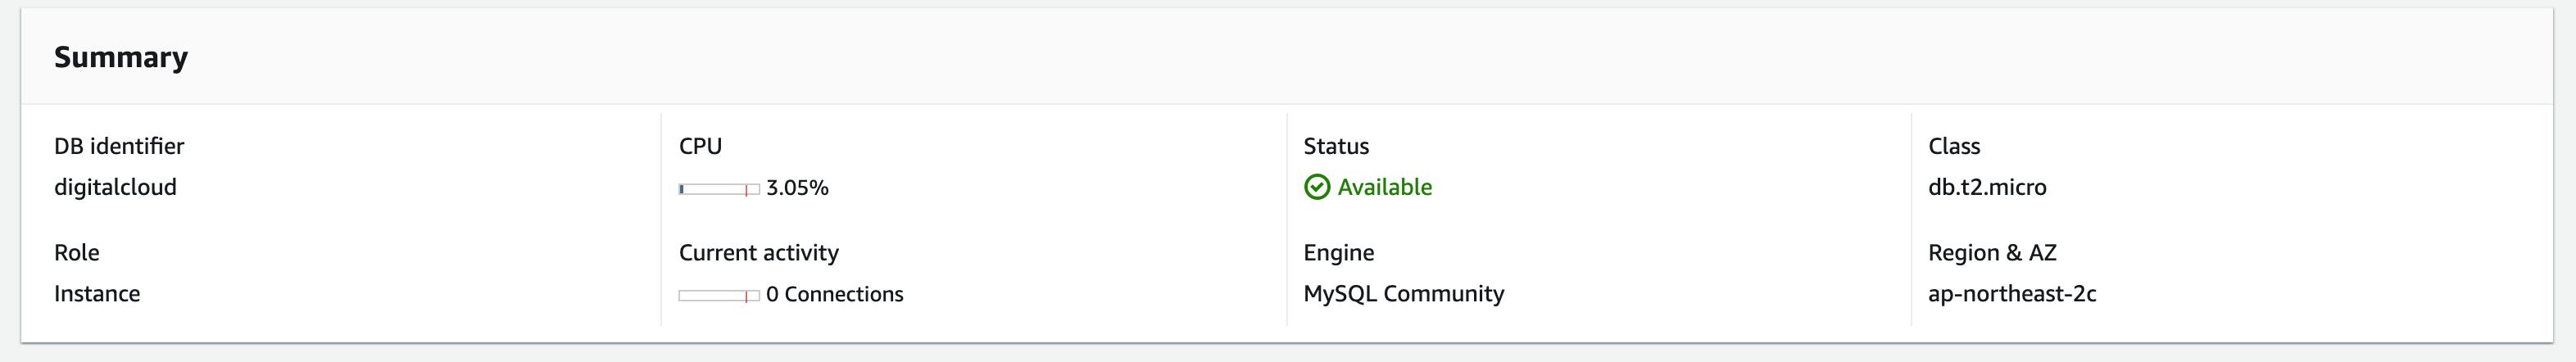 Summary
DB identifier
digitalcloud
CPU
3.05%
Status
Available
Class
db.t2.micro
Role
Instance
Current activity
0 Connections
Engine
MySQL Community
Region & AZ
ap-northeast-2c